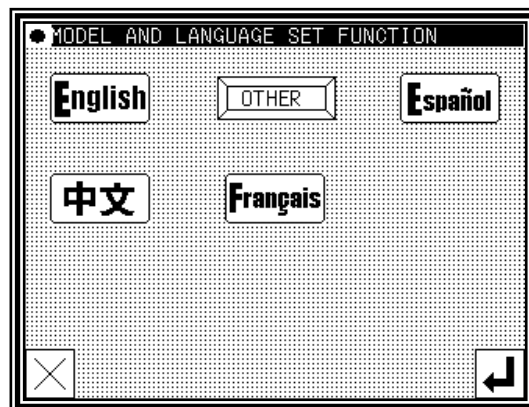 MODEL AND LANGUAGE SET FUNCTION
English
OTHER
Español
中文
Français